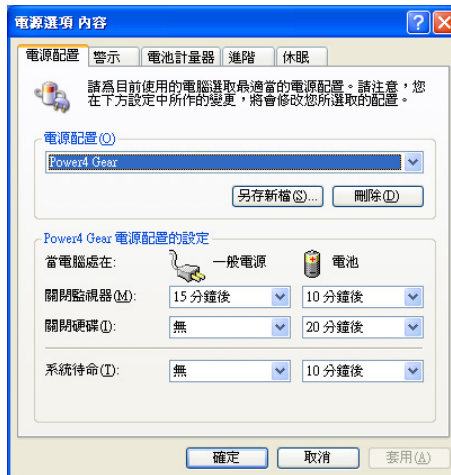 電源選項 內容
電源配置 警示 電池計量器 進階 休眠
請為目前使用的電腦選取最適當的電源配置。請注意，您
在下方設定中所作的變更，將會修改您所選取的配置。
電源配置(O)
Power4 Gear
另存新檔(S)... 刪除(D)
Power4 Gear 電源配置的設定
當電腦處在: 一般電源 電池
關閉監視器(M): 15 分鐘後 10 分鐘後
關閉硬碟(I): 無 20 分鐘後
系統待命(T): 無 10 分鐘後
確定 取消 套用(A)